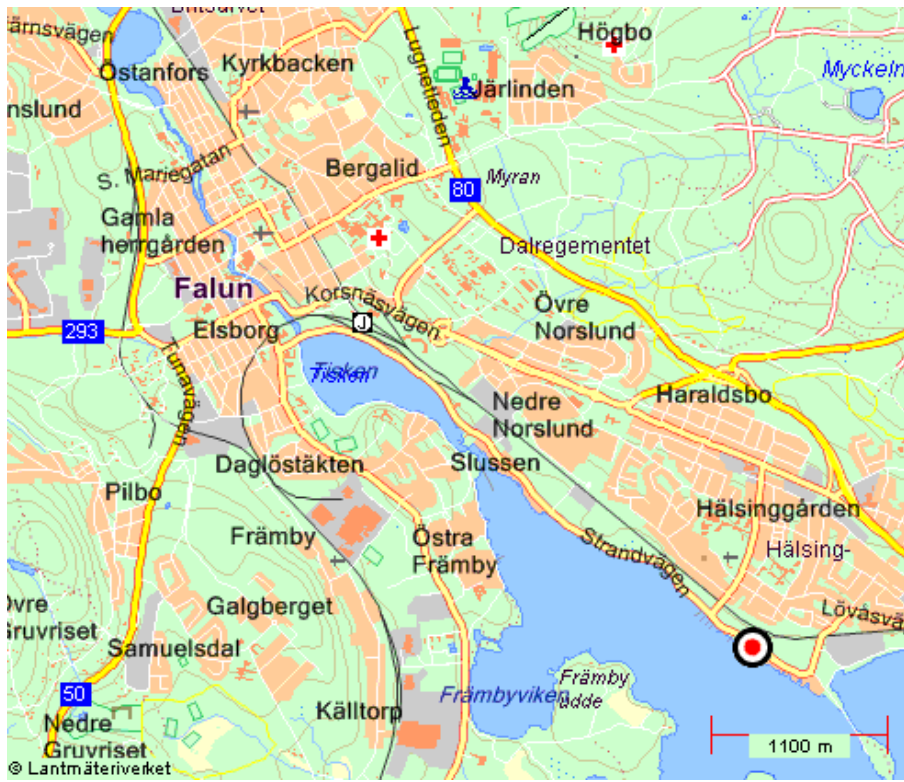 Britsarvet
Högbo
Kyrkbacken
Östanfors
Lugnetleden
Järlinden
Myckeln
nslund
S. Mariegatan
Bergalid
80
Myran
Gamla
herrgården
Dalregementet
Falun
Korsnäsvägen
Övre
Norslund
293
Elsborg
J
Tunavägen
Tisken
Tisken
Nedre
Norslund
Haraldsbo
Daglöstäkten
Slussen
Pilbo
Hälsinggården
Främby
Östra
Främby
Strandvägen
Hälsing-
Galgberget
Övre
Gruvriset
Lövåsvä
Samuelsdal
Främby
udde
50
Främbyviken
Källtorp
Nedre
Gruvriset
1100 m
© Lantmäteriverket